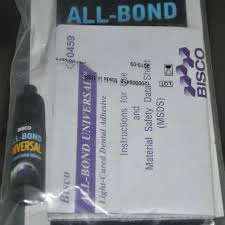 ALL-BOND
BISCO
ALL-BOND
UNIVERSAL
BISCO
ALL-BOND UNIVERSAL
Light-Cured Dental Adhesive
Instructions for Use
and
Material Safety Data Sheet
(MSDS)
BISCO
LOT